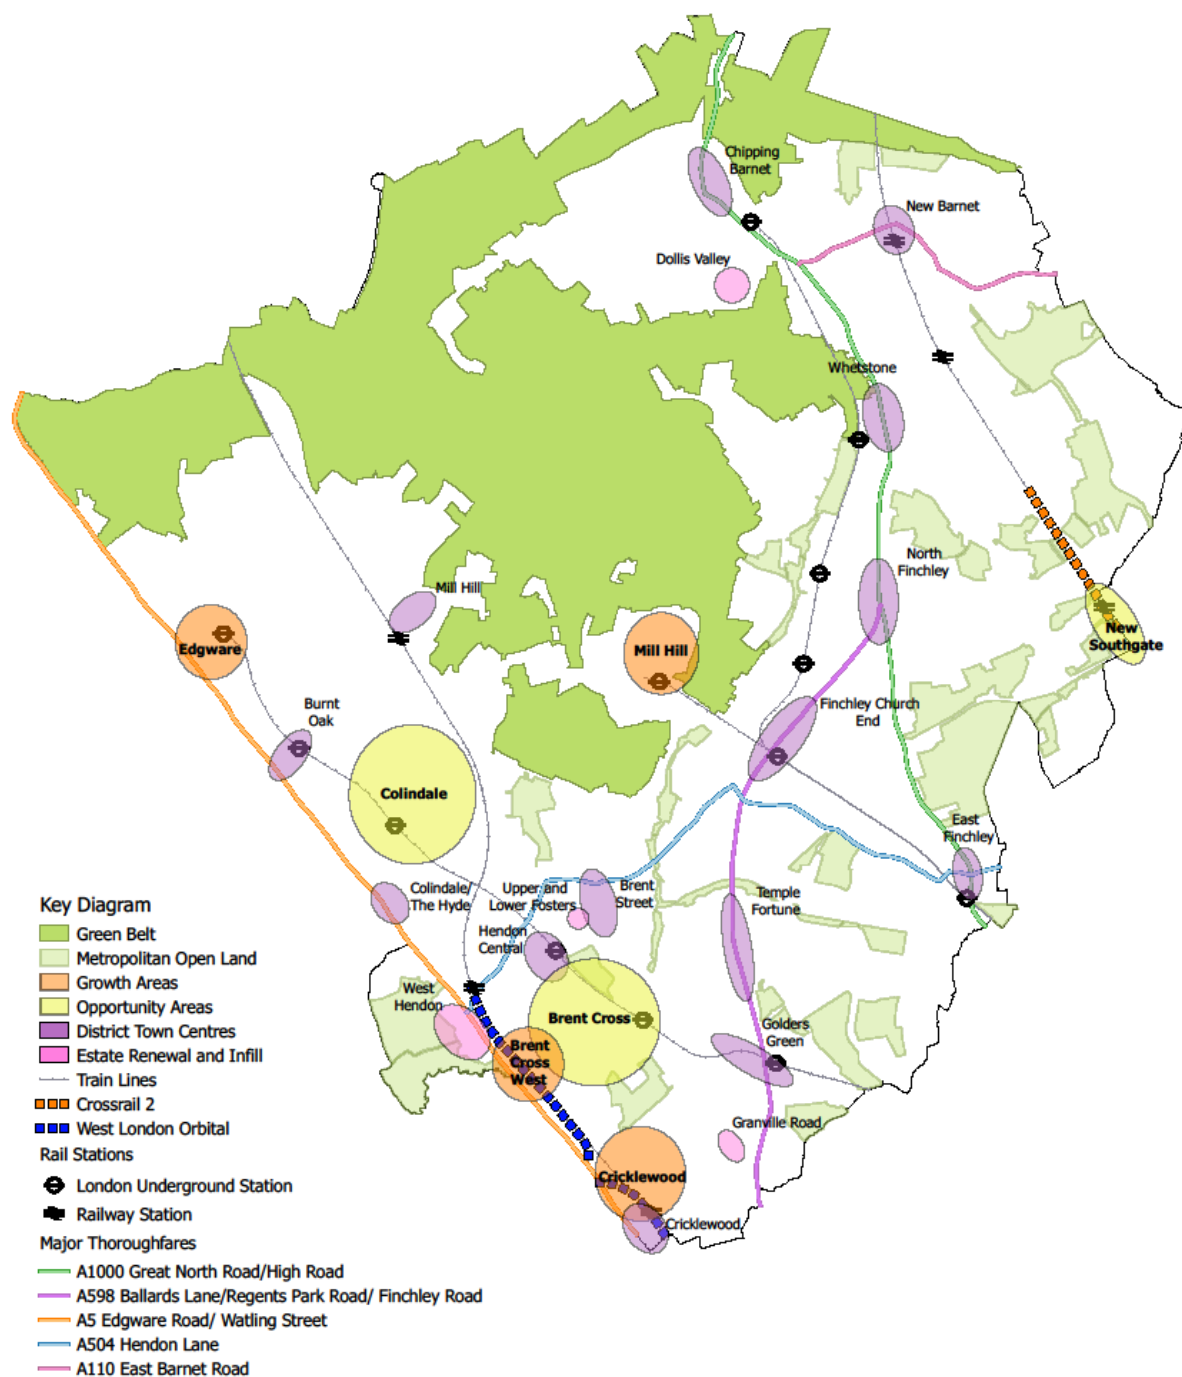 Chipping
Barnet
New Barnet
Dollis Valley
Whetstone
North
Finchley
Mill Hill
New
Southgate
Edgware
Mill Hill
Burnt
Oak
Finchley Church
End
Colindale
East
Finchley
Colindale/
The Hyde
Upper and
Lower Fosters
Brent
Street
Temple
Fortune
Hendon
Central
West
Hendon
Brent Cross
Golders
Green
Brent
Cross
West
Granville Road
Cricklewood
Cricklewood
Key Diagram
Green Belt
Metropolitan Open Land
Growth Areas
Opportunity Areas
District Town Centres
Estate Renewal and Infill
Train Lines
Crossrail 2
West London Orbital
Rail Stations
London Underground Station
Railway Station
Major Thoroughfares
A1000 Great North Road/High Road
A598 Ballards Lane/Regents Park Road/ Finchley Road
A5 Edgware Road/ Watling Street
A504 Hendon Lane
A110 East Barnet Road